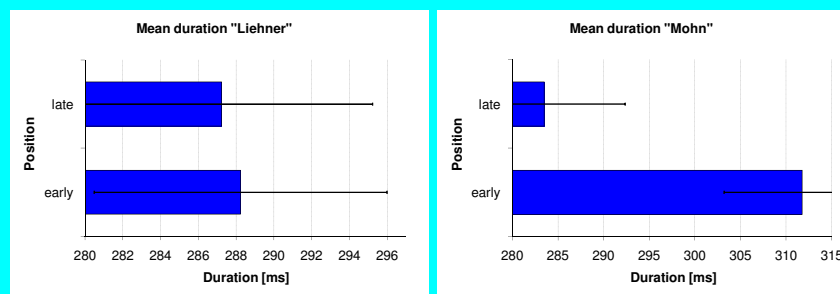 Mean duration "Liehner"
Position
late
early
280 282 284 286 288 290 292 294 296
Duration [ms]
Mean duration "Mohn"
Position
late
early
280 285 290 295 300 305 310 315
Duration [ms]